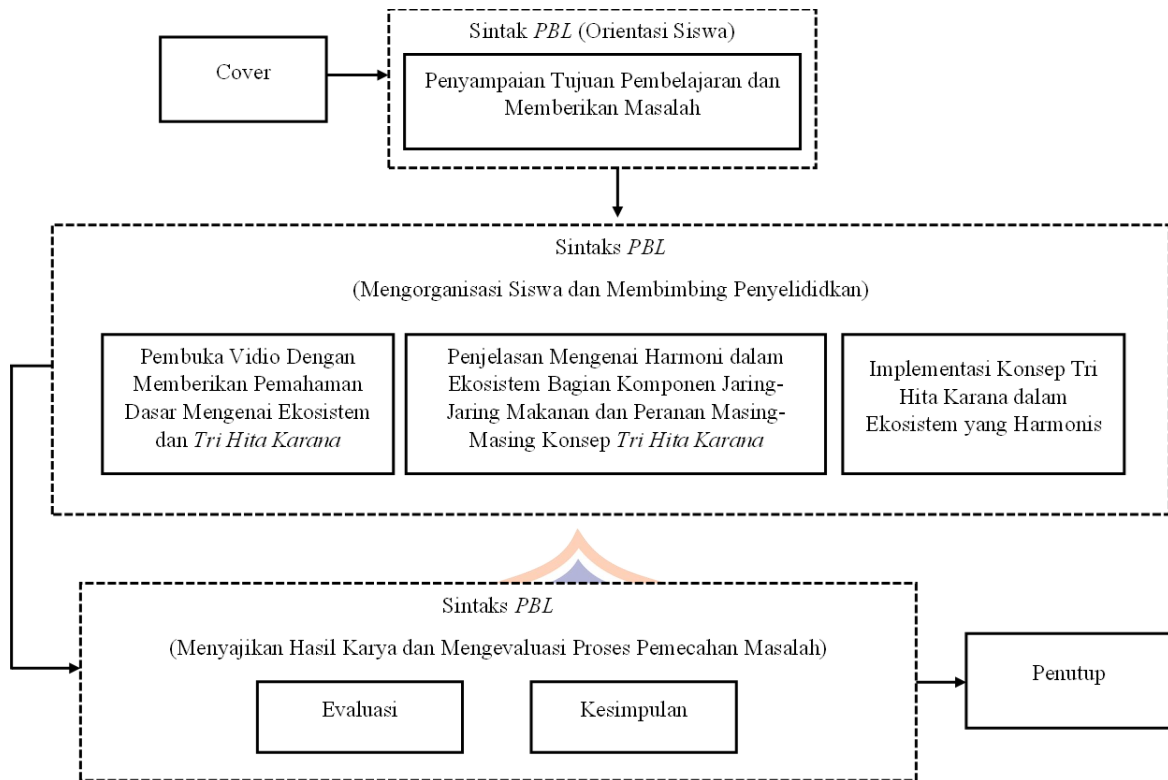 Sintak PBL (Orientasi Siswa)
Cover
Penyampaian Tujuan Pembelajaran dan
Memberikan Masalah
Sintaks PBL
(Mengorganisasi Siswa dan Membimbing Penyelididkan)
Pembuka Vidio Dengan
Memberikan Pemahaman
Dasar Mengenai Ekosistem
dan Tri Hita Karana
Penjelasan Mengenai Harmoni dalam
Ekosistem Bagian Komponen Jaring-
Jaring Makanan dan Peranan Masing-
Masing Konsep Tri Hita Karana
Implementasi Konsep Tri
Hita Karana dalam
Ekosistem yang Harmonis
Sintaks PBL
(Menyajikan Hasil Karya dan Mengevaluasi Proses Pemecahan Masalah)
Evaluasi
Kesimpulan
Penutup